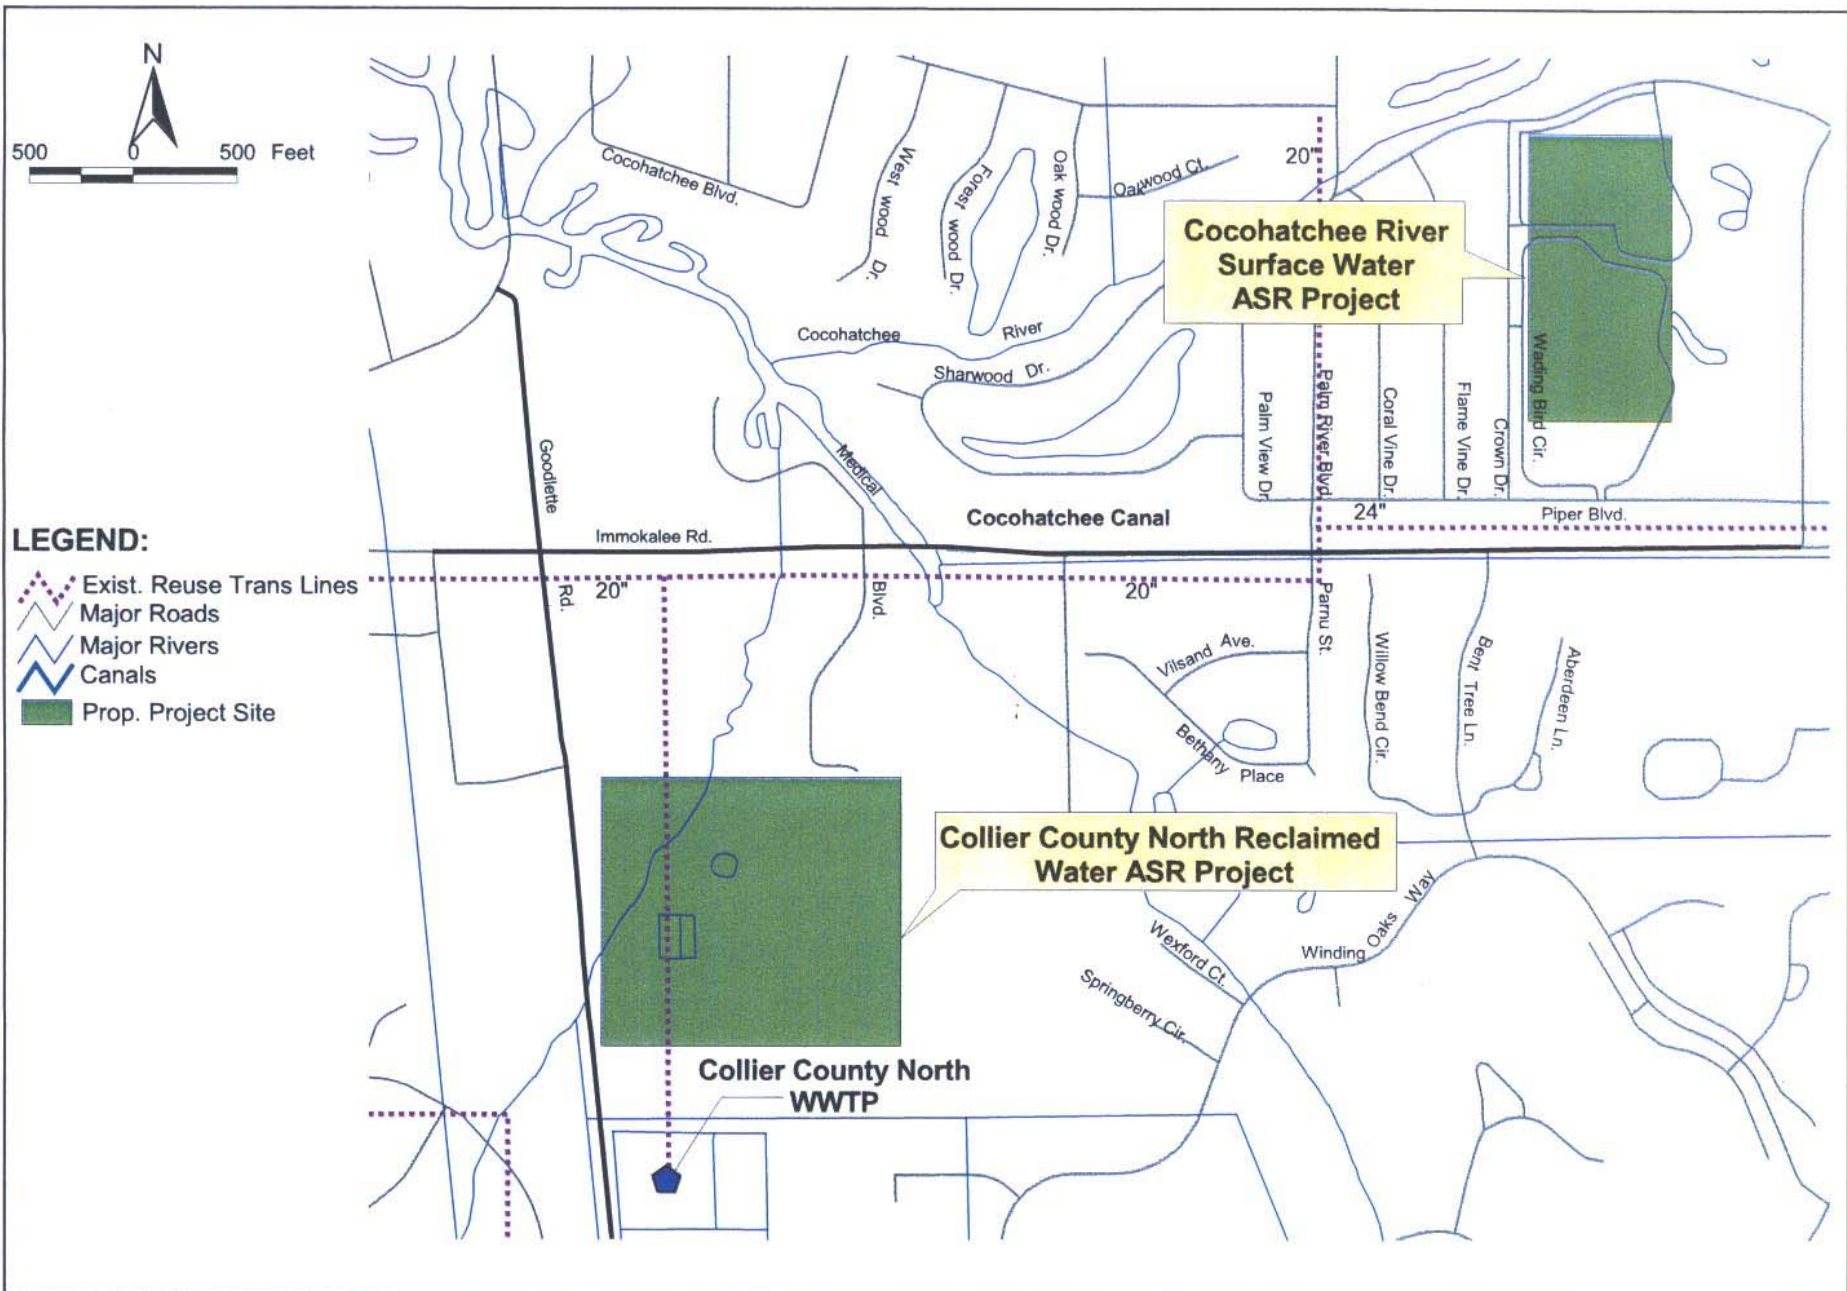 N
500 0 500 Feet
Cocohatchee Blvd.
West wood Dr.
Forest wood Dr.
Oak wood Dr.
Oakwood Ct.
20"
Cocohatchee River
Surface Water
ASR Project
Cocohatchee River
Sharwood Dr.
Palm View Dr.
Palm River Blvd.
Coral Vine Dr.
Flame Vine Dr.
Crown Dr.
Wading Bird Cir.
Goodlette
Medical
Cocohatchee Canal
24"
Piper Blvd.
Immokalee Rd.
LEGEND:
Exist. Reuse Trans Lines
Major Roads
Major Rivers
Canals
Prop. Project Site
Rd.
20"
Blvd.
20"
Parnu St.
Vilsand Ave.
Willow Bend Cir.
Bent Tree Ln.
Aberdeen Ln.
Bethany Place
Collier County North Reclaimed
Water ASR Project
Wexford Ct.
Springberry Cir.
Winding Oaks Way
Collier County North
WWTP